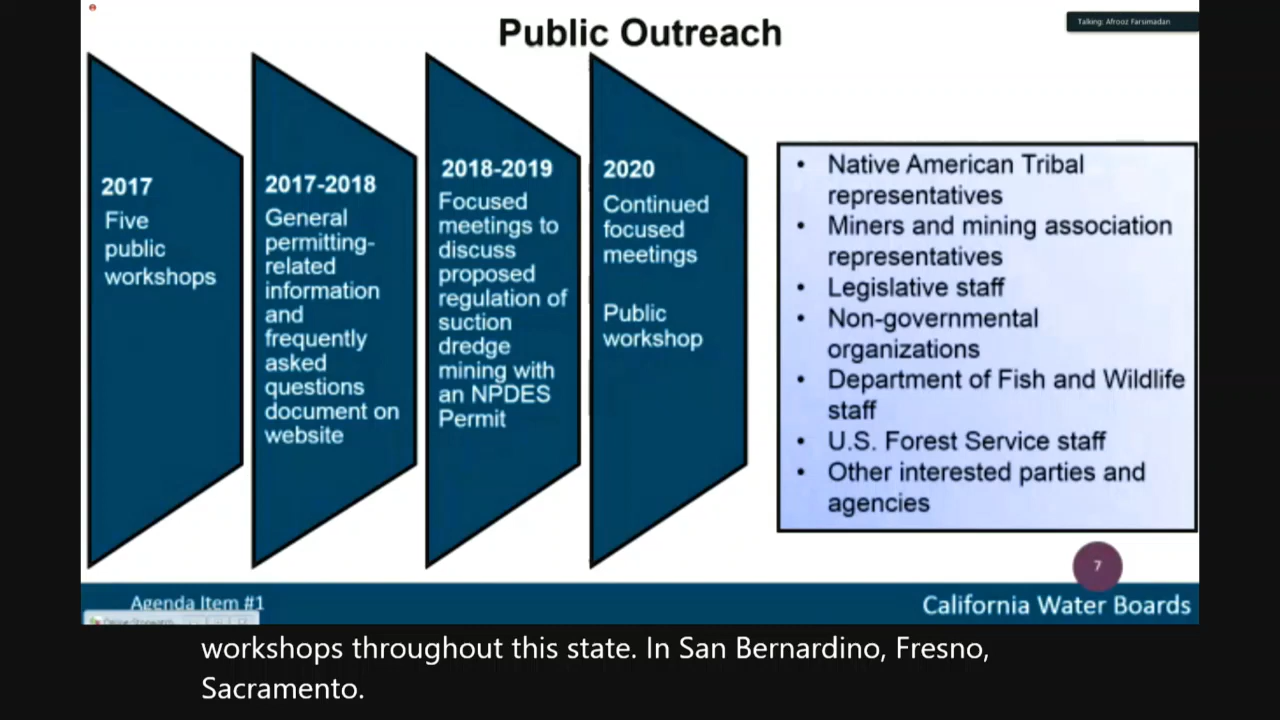 Public Outreach
Talking: Afrooz Farsimadan
2017
Five
public
workshops
2017-2018
General
permitting-
related
information
and
frequently
asked
questions
document on
website
2018-2019
Focused
meetings to
discuss
proposed
regulation of
suction
dredge
mining with
an NPDES
Permit
2020
Continued
focused
meetings
Public
workshop
• Native American Tribal
representatives
• Miners and mining association
representatives
• Legislative staff
• Non-governmental
organizations
• Department of Fish and Wildlife
staff
• U.S. Forest Service staff
• Other interested parties and
agencies
7
Agenda Item #1
California Water Boards
workshops throughout this state. In San Bernardino, Fresno,
Sacramento.